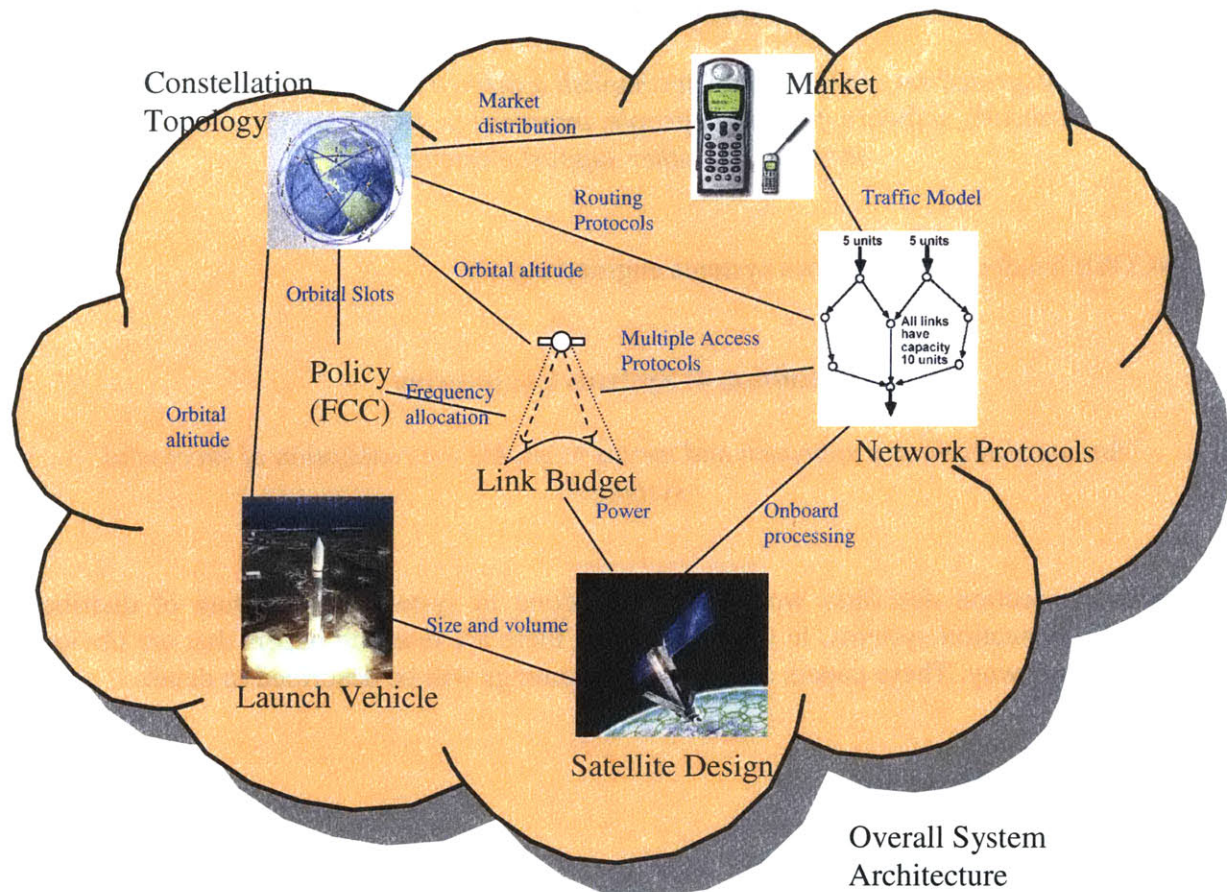 Constellation
Topology
Market
distribution
Market
Routing
Protocols
Traffic Model
5 units
5 units
All links
have
capacity
10 units
Orbital altitude
Orbital Slots
Multiple Access
Protocols
Policy
(FCC)
Frequency
allocation
Orbital
altitude
Link Budget
Network Protocols
Power
Onboard
processing
Size and volume
Launch Vehicle
Satellite Design
Overall System
Architecture